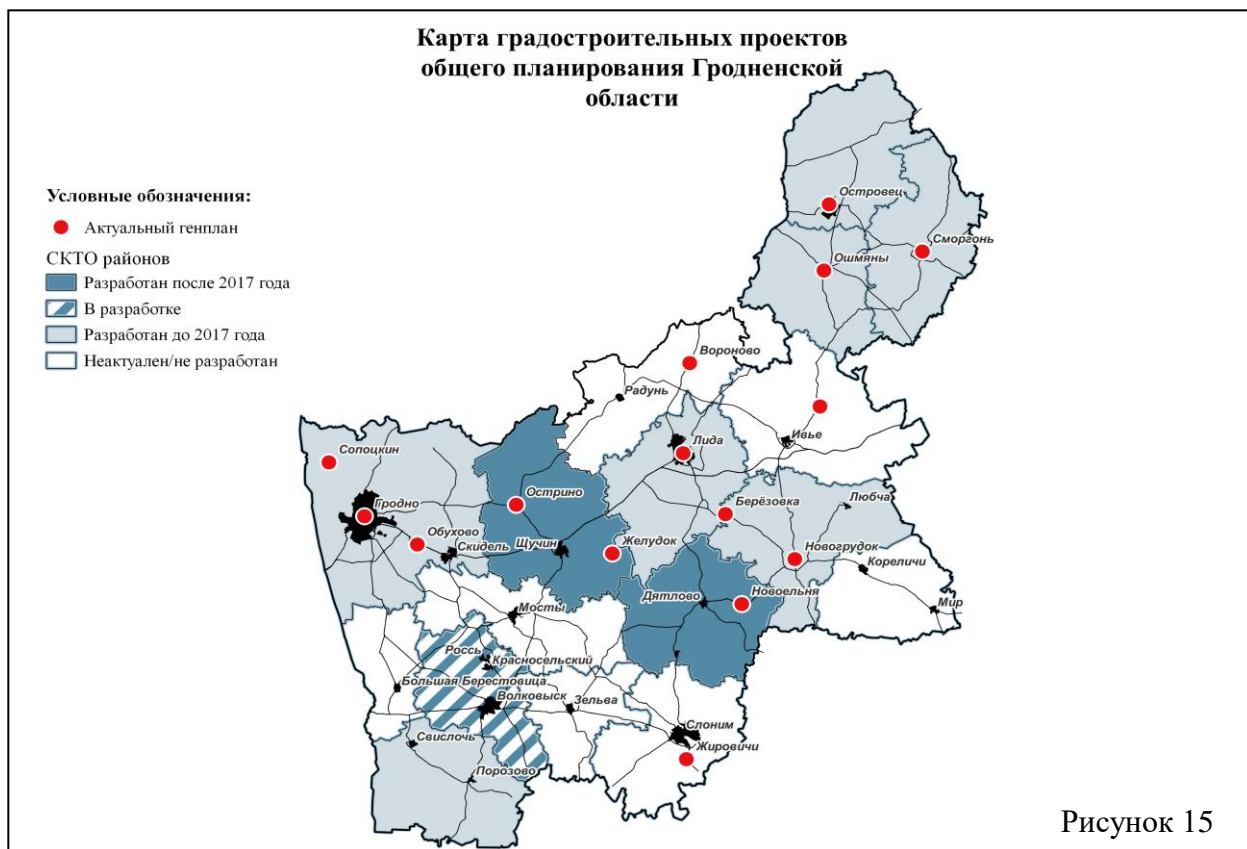 Карта градостроительных проектов
общего планирования Гродненской
области
Условные обозначения:
Актуальный генплан
СКТО районов
Разработан после 2017 года
В разработке
Разработан до 2017 года
Неактуален/не разработан
Островец
Сморгонь
Ошмяны
Вороново
Радунь
Ивье
Лида
Сопоцкин
Гродно
Острино
Берёзовка
Любча
Обухово
Скидель
Щучин
Желудок
Новогрудок
Кореличи
Дятлово
Новоельня
Мир
Мосты
Россь
Красносельский
Большая Берестовица
Волковыск
Зельва
Слоним
Жировичи
Свислочь
Порозово
Рисунок 15